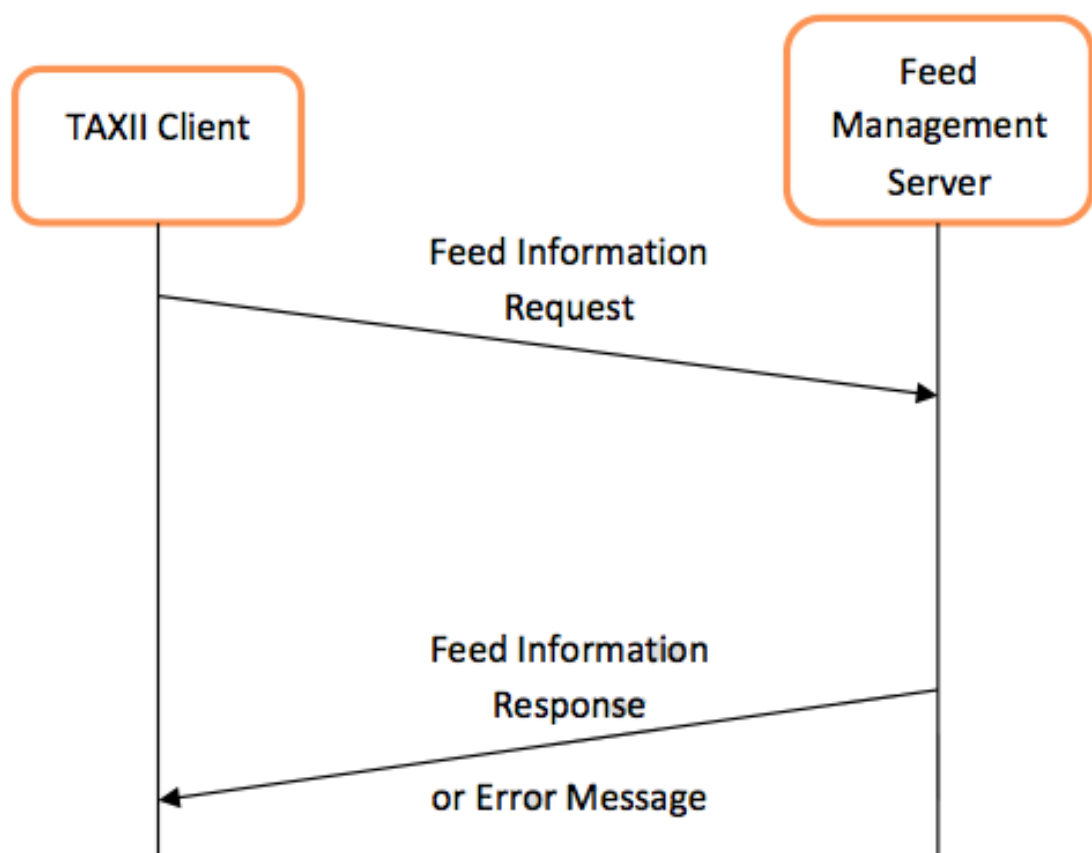 TAXII Client
Feed
Management
Server
Feed Information
Request
Feed Information
Response
or Error Message